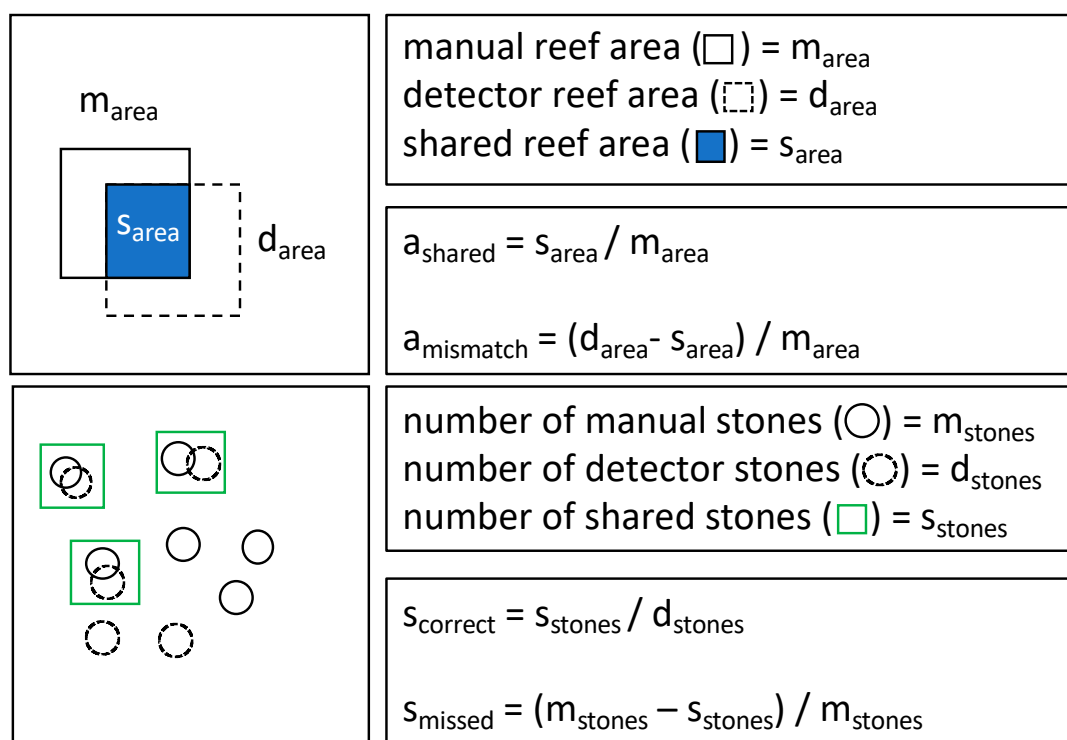 m_area
s_area
d_area
manual reef area (□) = m_area
detector reef area (⬚) = d_area
shared reef area (■) = s_area
a_shared = s_area / m_area
a_mismatch = (d_area- s_area) / m_area
number of manual stones (○) = m_stones
number of detector stones (◌) = d_stones
number of shared stones (□) = s_stones
s_correct = s_stones / d_stones
s_missed = (m_stones – s_stones) / m_stones